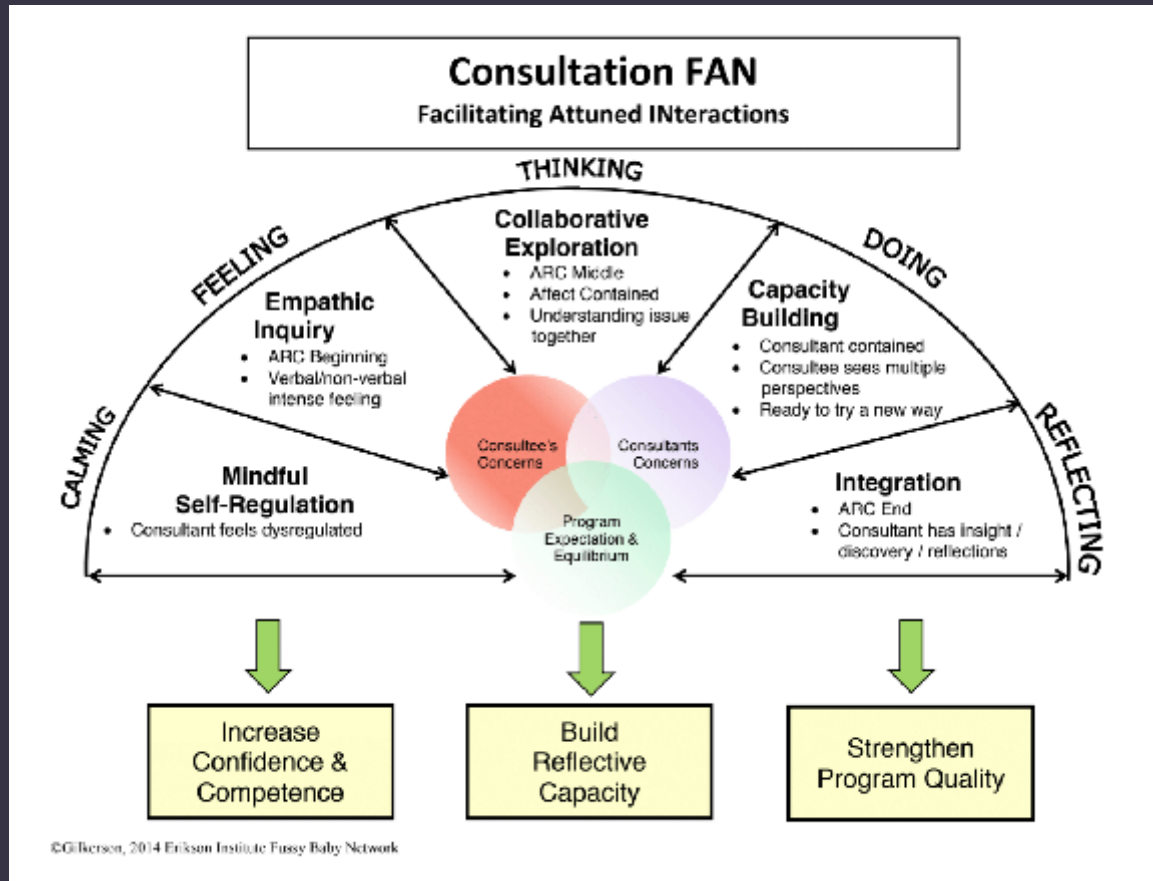 Consultation FAN
Facilitating Attuned INteractions
CALMING
FEELING
THINKING
DOING
REFLECTING
Mindful
Self-Regulation
• Consultant feels dysregulated
Empathic
Inquiry
• ARC Beginning
• Verbal/non-verbal
intense feeling
Collaborative
Exploration
• ARC Middle
• Affect Contained
• Understanding issue
together
Capacity
Building
• Consultant contained
• Consultee sees multiple
perspectives
• Ready to try a new way
Integration
• ARC End
• Consultant has insight /
discovery / reflections
Consultee's
Concerns
Consultants
Concerns
Program
Expectation &
Equilibrium
Increase
Confidence &
Competence
Build
Reflective
Capacity
Strengthen
Program Quality
©Gilkerson, 2014 Erikson Institute Fussy Baby Network